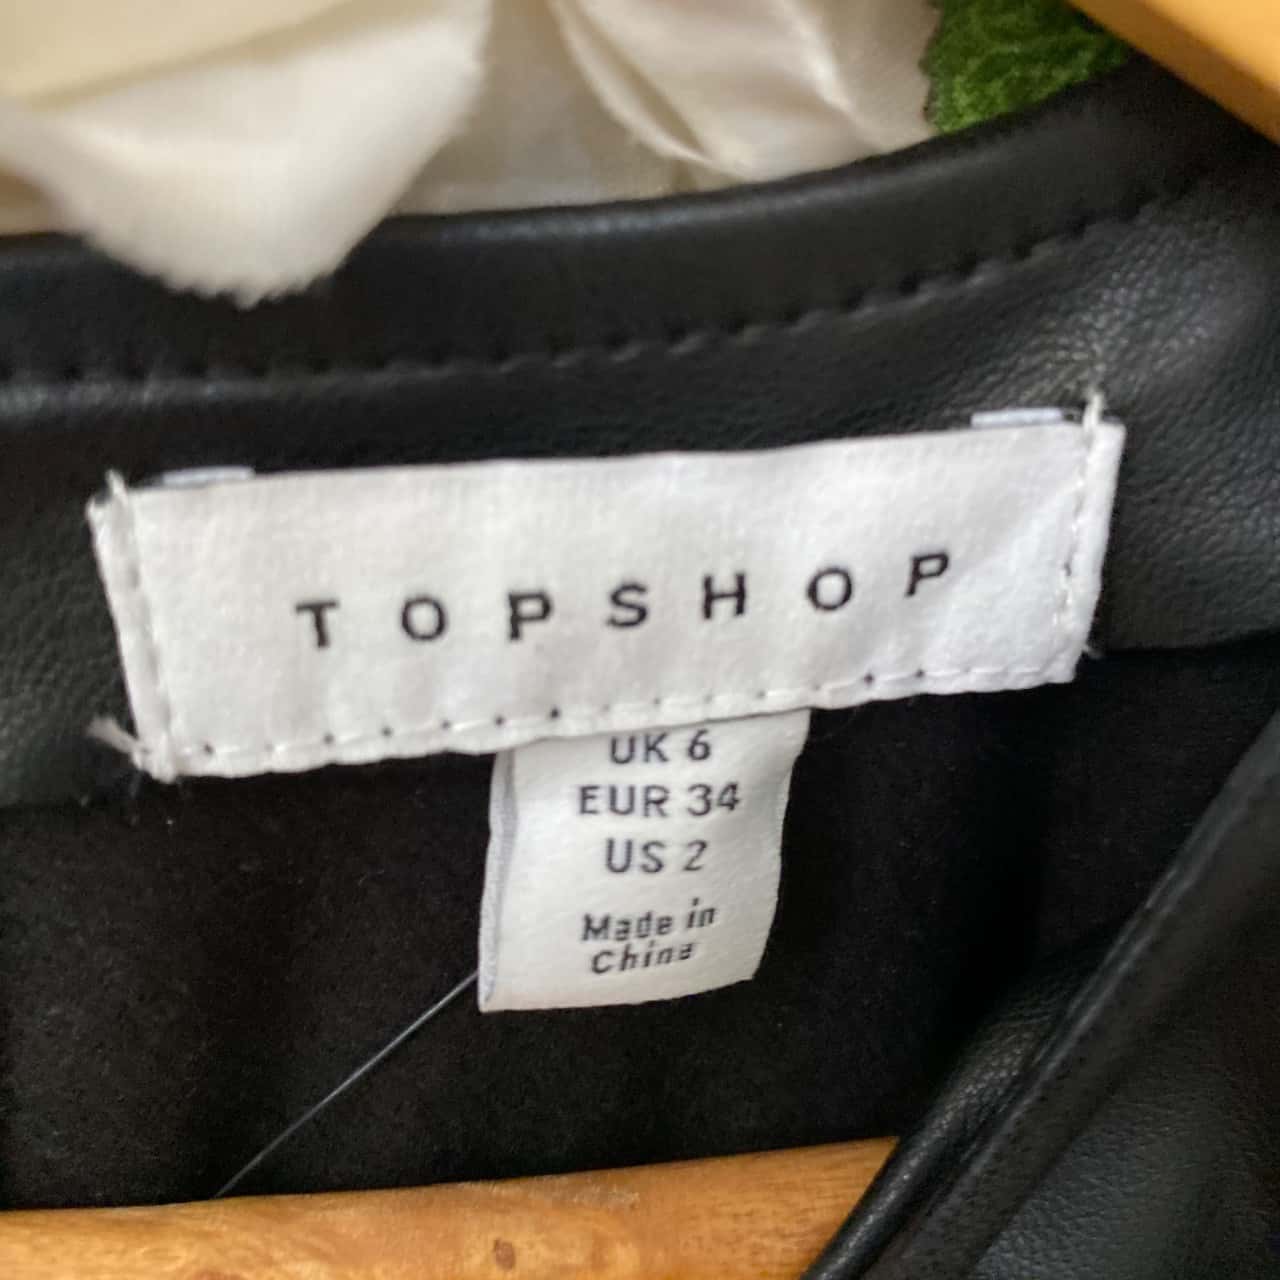 TOPSHOP
UK 6
EUR 34
US 2
Made in
China